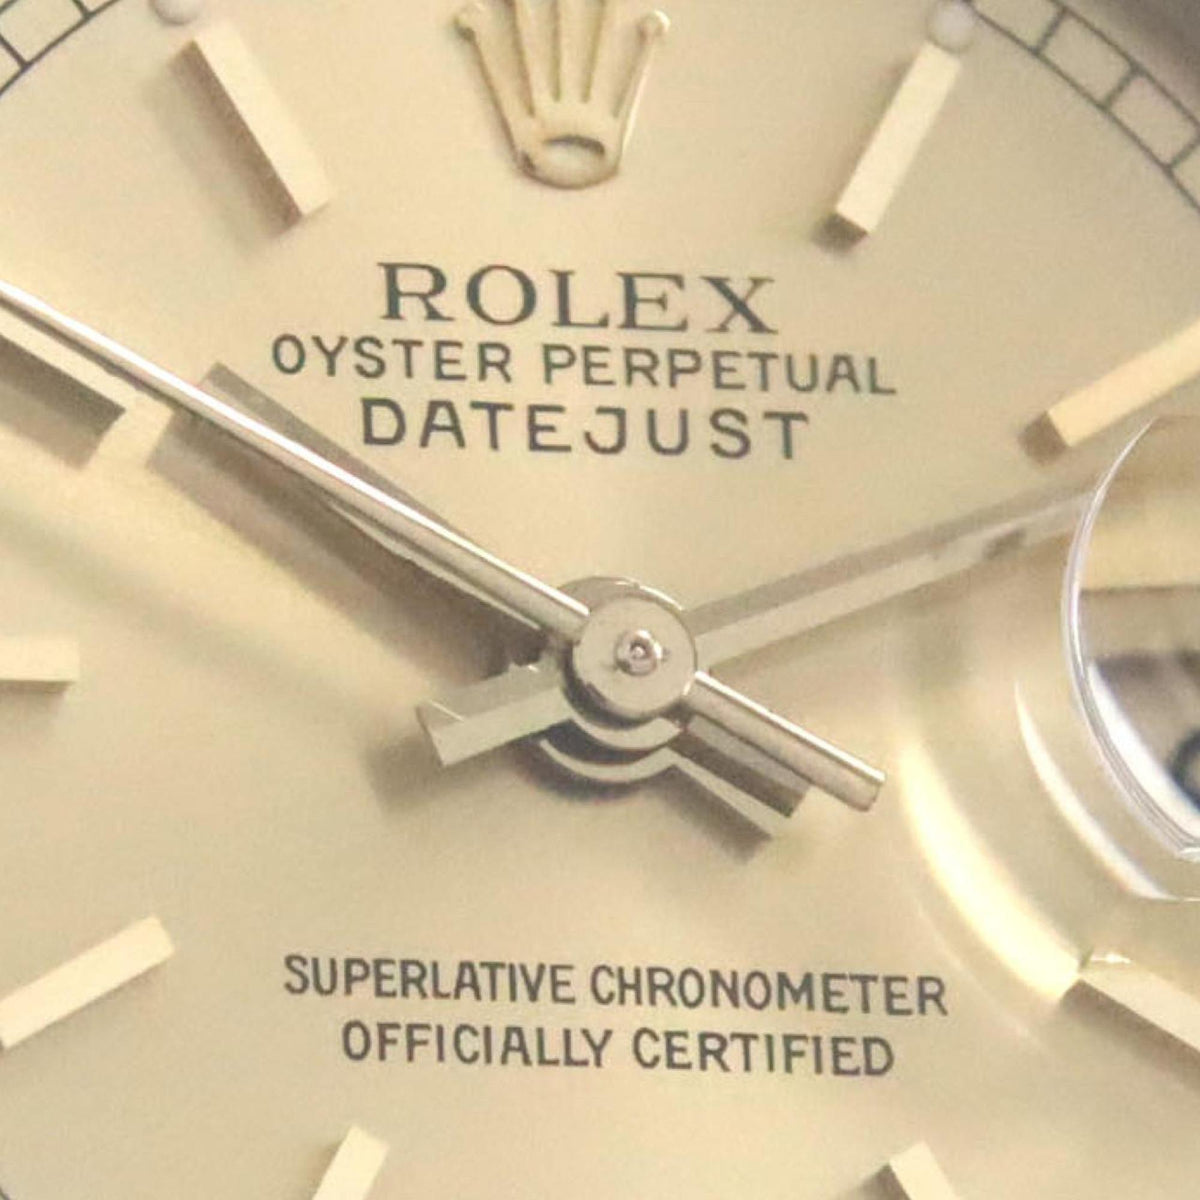 ROLEX
OYSTER PERPETUAL
DATEJUST
SUPERLATIVE CHRONOMETER
OFFICIALLY CERTIFIED